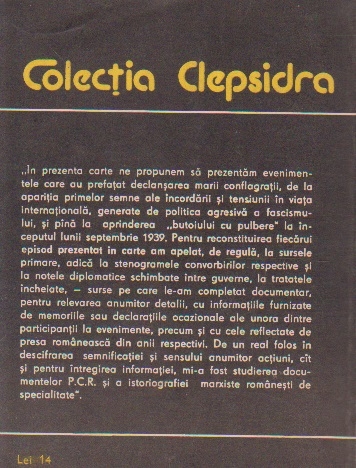 Colecția Clepsidra
„In prezenta carte ne propunem să prezentăm evenimen-
tele care au prefațat declanșarea marii conflagrații, de la
apariția primelor semne ale încordării și tensiunii în viața
internațională, generate de politica agresivă a fascismu-
lui, și pînă la aprinderea „butoiului cu pulbere" la în-
ceputul lunii septembrie 1939. Pentru reconstituirea fiecărui
episod prezentat în carte am apelat, de regulă, la sursele
primare, adică la stenogramele convorbirilor respective și
la notele diplomatice schimbate între guverne, la tratatele
încheiate, — surse pe care le-am completat documentar,
pentru relevarea anumitor detalii, cu informațiile furnizate
de memoriile sau declarațiile ocazionale ale unora dintre
participanții la evenimente, precum și cu cele reflectate de
presa românească din anii respectivi. De un real folos în
descifrarea semnificației și sensului anumitor acțiuni, cît
și pentru întregirea informației, mi-a fost studierea docu-
mentelor P.C.R. și a istoriografiei marxiste românești de
specialitate".
Lei 14